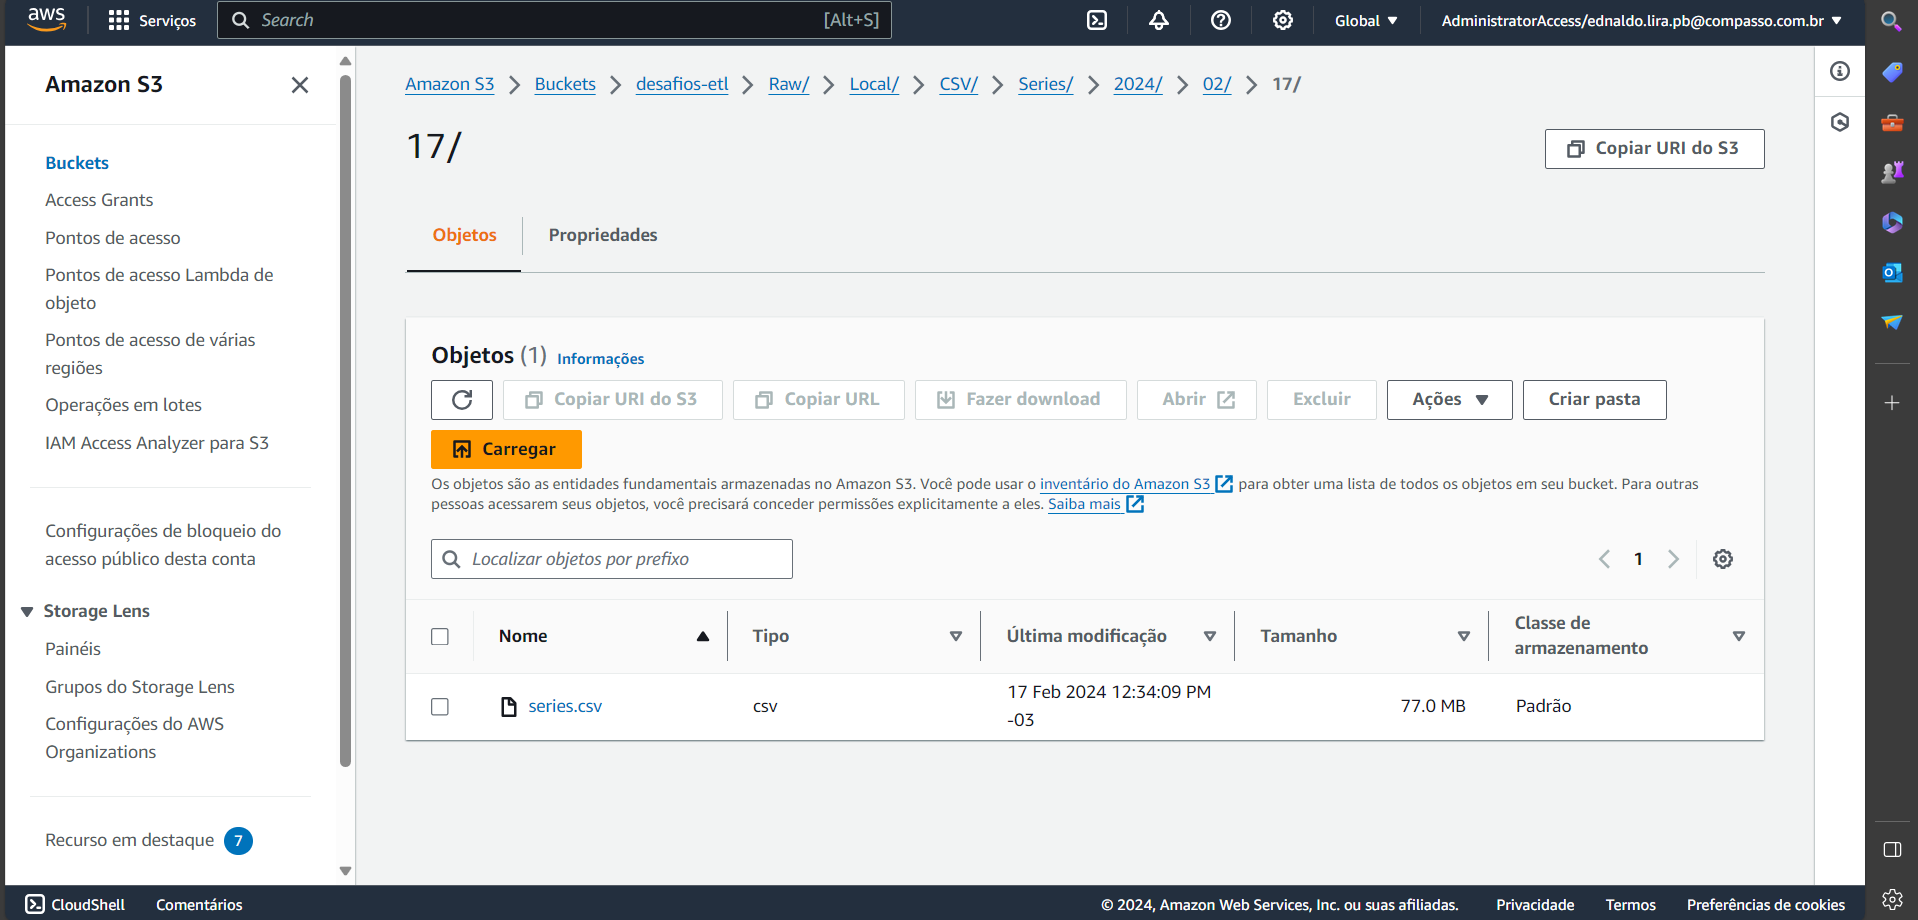 aws
Serviços
Search
[Alt+S]
Global
AdministratorAccess/ednaldo.lira.pb@compasso.com.br
Amazon S3
Buckets
Access Grants
Pontos de acesso
Pontos de acesso Lambda de
objeto
Pontos de acesso de várias
regiões
Operações em lotes
IAM Access Analyzer para S3
Configurações de bloqueio do
acesso público desta conta
Storage Lens
Painéis
Grupos do Storage Lens
Configurações do AWS
Organizations
Recurso em destaque 7
Amazon S3 > Buckets > desafios-etl > Raw/ > Local/ > CSV/ > Series/ > 2024/ > 02/ > 17/
17/
Copiar URI do S3
Objetos
Propriedades
Objetos (1) Informações
Copiar URI do S3
Copiar URL
Fazer download
Abrir
Excluir
Ações
Criar pasta
Carregar
Os objetos são as entidades fundamentais armazenadas no Amazon S3. Você pode usar o inventário do Amazon S3 para obter uma lista de todos os objetos em seu bucket. Para outras
pessoas acessarem seus objetos, você precisará conceder permissões explicitamente a eles. Saiba mais
Localizar objetos por prefixo
1
Nome
Tipo
Última modificação
Tamanho
Classe de
armazenamento
series.csv
csv
17 Feb 2024 12:34:09 PM
-03
77.0 MB
Padrão
CloudShell
Comentários
© 2024, Amazon Web Services, Inc. ou suas afiliadas.
Privacidade
Termos
Preferências de cookies